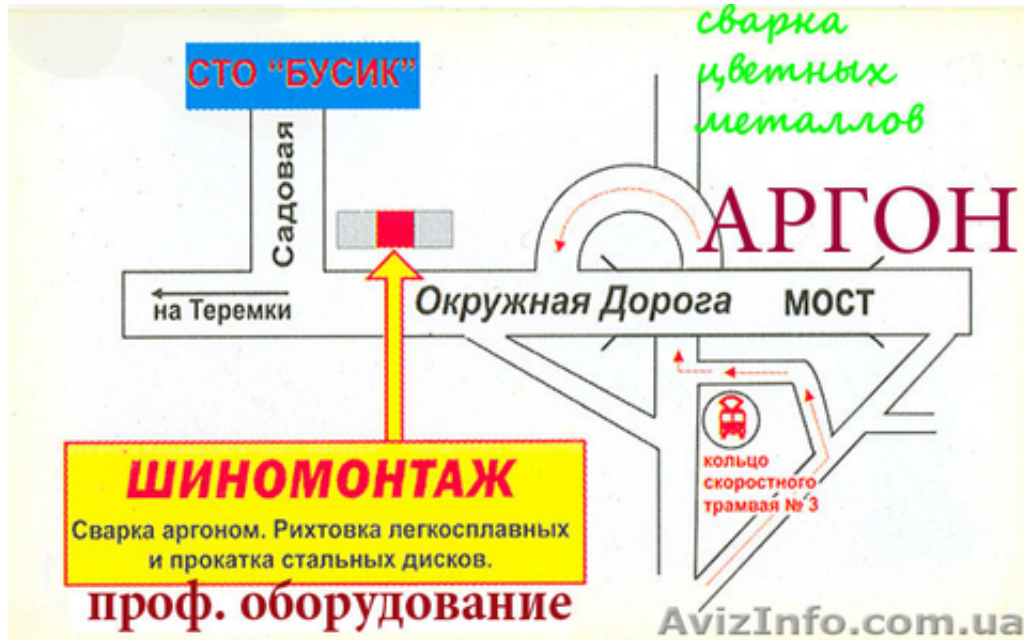 сварка
цветных
металлов
СТО "БУСИК"
Садовая
АРГОН
на Теремки
Окружная Дорога
МОСТ
кольцо
скоростного
трамвая № 3
ШИНОМОНТАЖ
Сварка аргоном. Рихтовка легкосплавных
и прокатка стальных дисков.
проф. оборудование
AvizInfo.com.ua